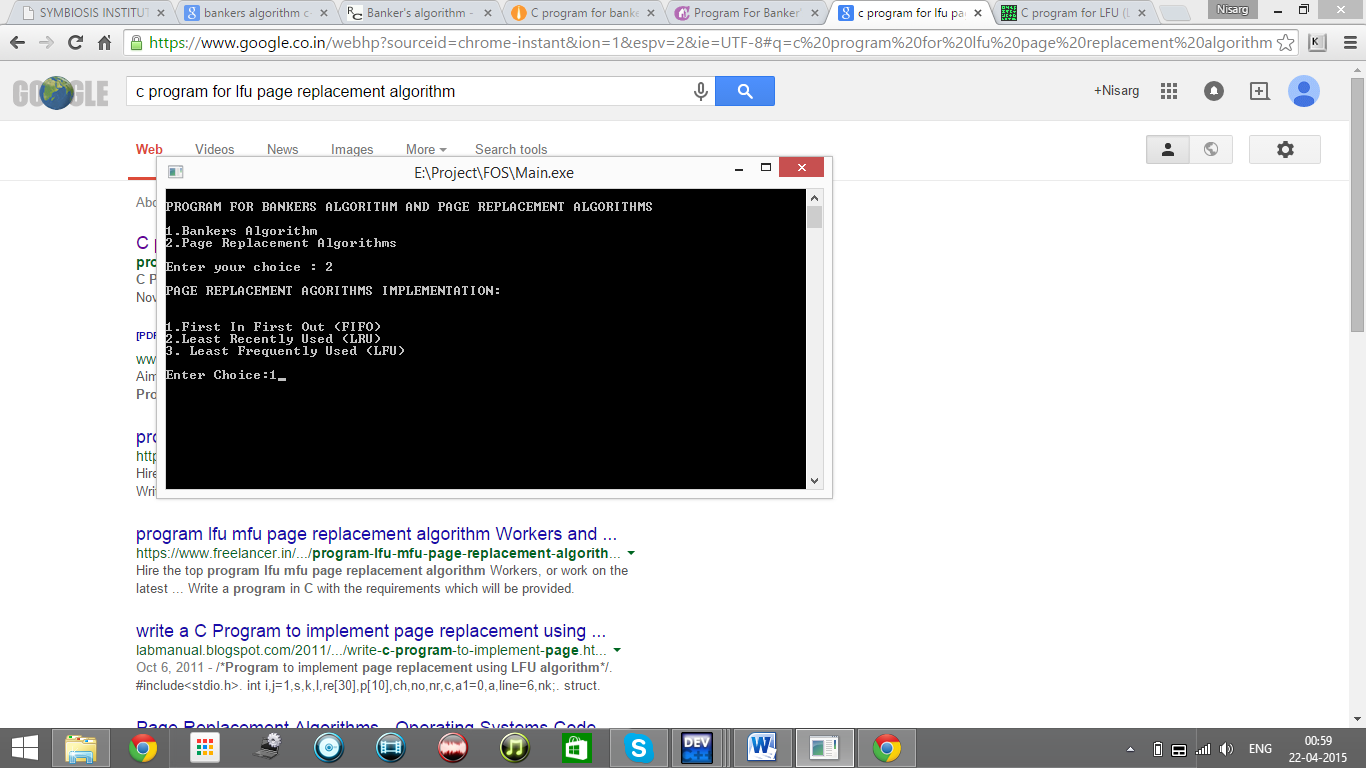 SYMBIOSIS INSTITUT
bankers algorithm c
Banker's algorithm -
C program for banke
Program For Banker'
c program for lfu pa
C program for LFU (L
Nisarg
https://www.google.co.in/webhp?sourceid=chrome-instant&ion=1&espv=2&ie=UTF-8#q=c%20program%20for%20lfu%20page%20replacement%20algorithm
GOOGLE
c program for lfu page replacement algorithm
+Nisarg
Web Videos News Images More Search tools
E:\Project\FOS\Main.exe
PROGRAM FOR BANKERS ALGORITHM AND PAGE REPLACEMENT ALGORITHMS
1.Bankers Algorithm
2.Page Replacement Algorithms
Enter your choice : 2
PAGE REPLACEMENT AGORITHMS IMPLEMENTATION:
1.First In First Out (FIFO)
2.Least Recently Used (LRU)
3. Least Frequently Used (LFU)
Enter Choice:1_
program lfu mfu page replacement algorithm Workers and ...
https://www.freelancer.in/.../program-lfu-mfu-page-replacement-algorith...
Hire the top program lfu mfu page replacement algorithm Workers, or work on the
latest ... Write a program in C with the requirements which will be provided.
write a C Program to implement page replacement using ...
labmanual.blogspot.com/2011/.../write-c-program-to-implement-page.ht...
Oct 6, 2011 - /*Program to implement page replacement using LFU algorithm*/.
#include<stdio.h>. int i,j=1,s,k,l,re[30],p[10],ch,no,nr,c,a1=0,a,line=6,nk;. struct.
Page Replacement Algorithms - Operating Systems Code
DEV
ENG
00:59
22-04-2015